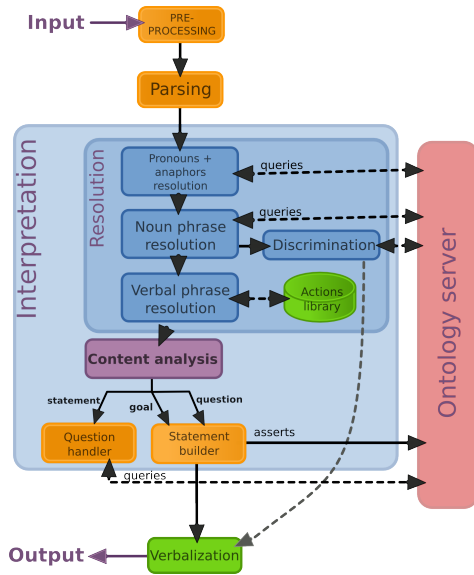 Input
PRE-
PROCESSING
Parsing
Interpretation
Resolution
Pronouns +
anaphors
resolution
queries
Noun phrase
resolution
queries
Discrimination
Verbal phrase
resolution
Actions
library
Ontology server
Content analysis
statement
goal
question
Question
handler
Statement
builder
asserts
queries
Output
Verbalization